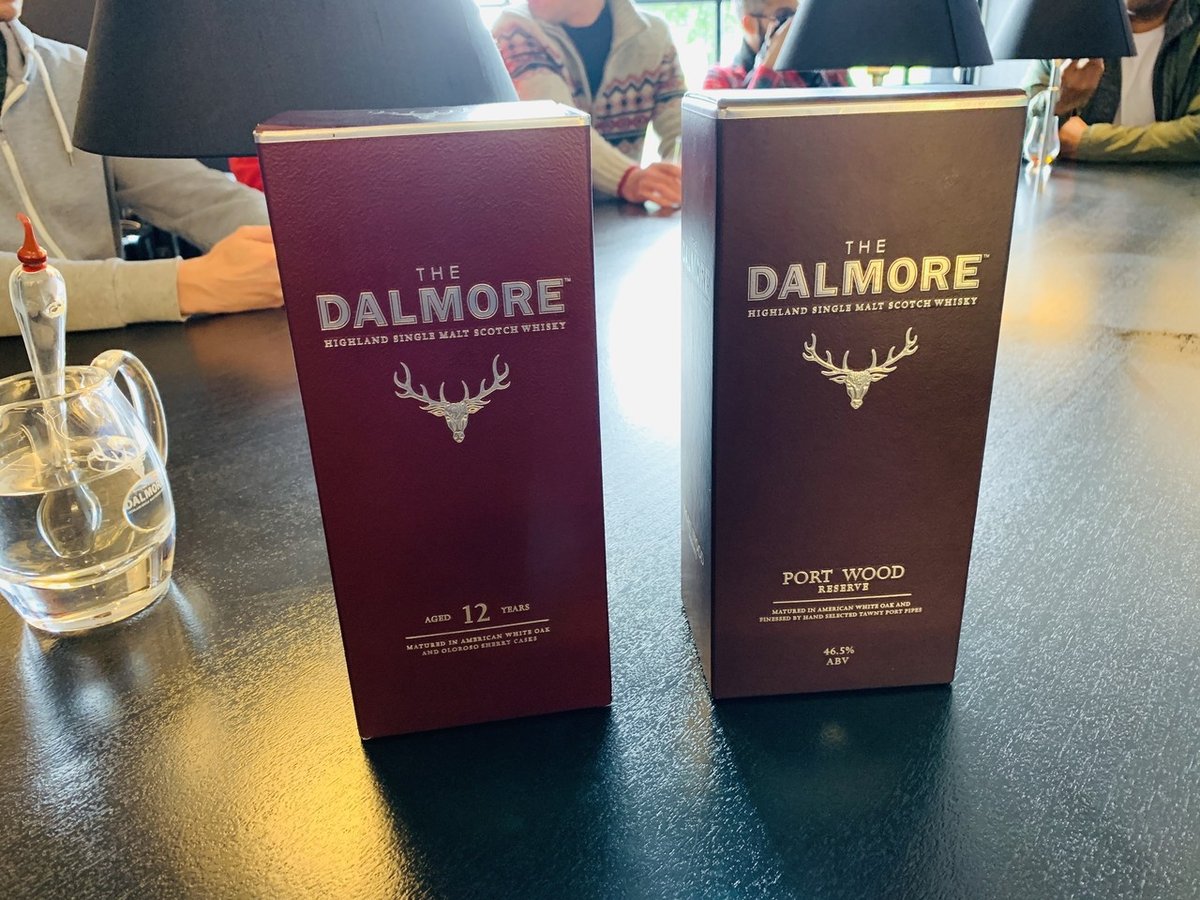 THE
DALMORE™
HIGHLAND SINGLE MALT SCOTCH WHISKY
AGED 12 YEARS
MATURED IN AMERICAN WHITE OAK
AND OLOROSO SHERRY CASKS
THE
DALMORE™
HIGHLAND SINGLE MALT SCOTCH WHISKY
PORT WOOD
RESERVE
MATURED IN AMERICAN WHITE OAK AND
FINESSED BY HAND SELECTED TAWNY PORT PIPES
46.5%
ABV
DALMORE